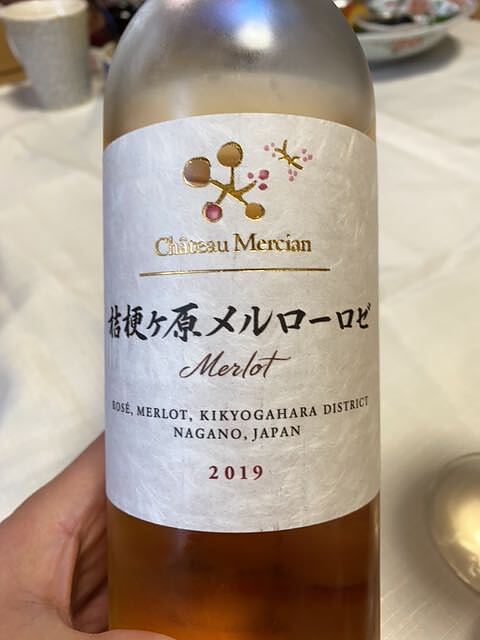 Château Mercian
桔梗ヶ原メルローロゼ
Merlot
ROSÉ, MERLOT, KIKYOGAHARA DISTRICT
NAGANO, JAPAN
2019